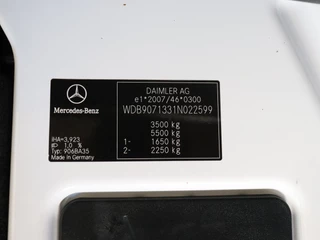 DAIMLER AG
e1*2007/46*0300
WDB9071331N022599
Mercedes-Benz
3500 kg
5500 kg
1- 1650 kg
2- 2250 kg
IHA=3,923
1,0 %
Typ: 906BA35
Made in Germany